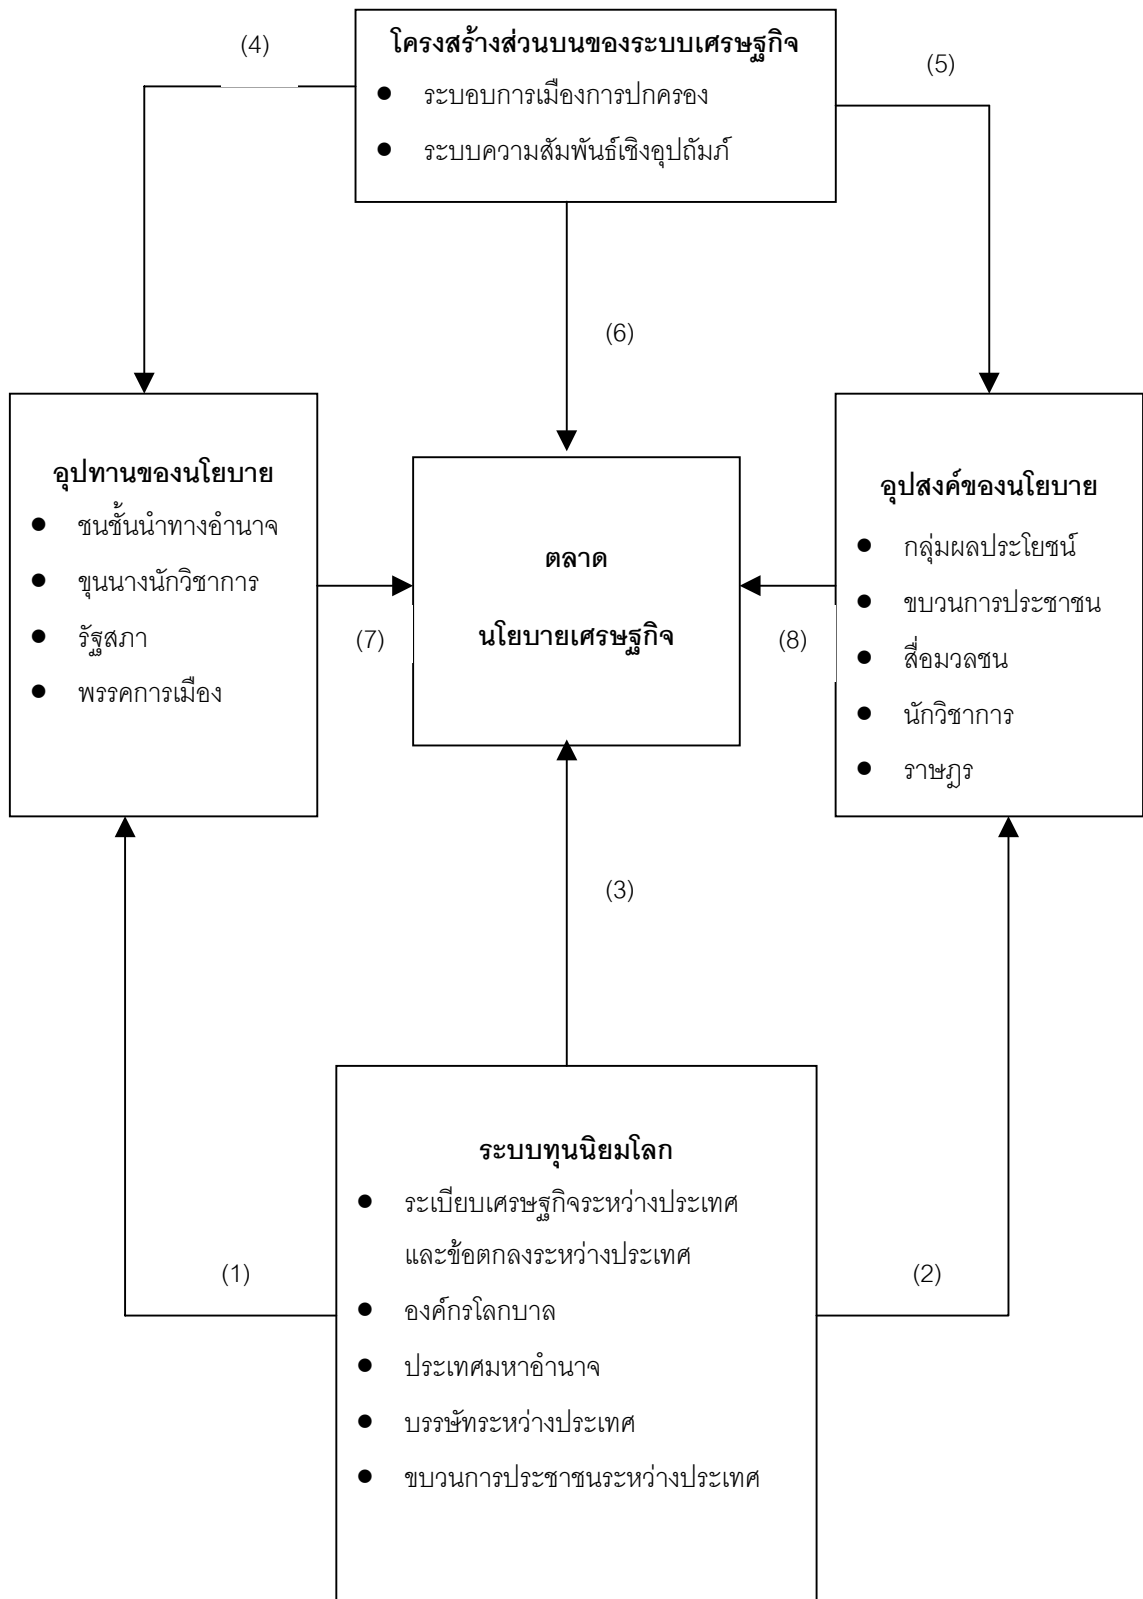 (4)
โครงสร้างส่วนบนของระบบเศรษฐกิจ
(5)
● ระบอบการเมืองการปกครอง
● ระบบความสัมพันธ์เชิงอุปถัมภ์
(6)
อุปทานของนโยบาย
● ชนชั้นนำทางอำนาจ
● ขุนนางนักวิชาการ
● รัฐสภา
● พรรคการเมือง
(7)
ตลาด
นโยบายเศรษฐกิจ
(8)
อุปสงค์ของนโยบาย
● กลุ่มผลประโยชน์
● ขบวนการประชาชน
● สื่อมวลชน
● นักวิชาการ
● ราษฎร
(3)
(1)
ระบบทุนนิยมโลก
● ระเบียบเศรษฐกิจระหว่างประเทศ
และข้อตกลงระหว่างประเทศ
● องค์กรโลกบาล
● ประเทศมหาอำนาจ
● บรรษัทระหว่างประเทศ
● ขบวนการประชาชนระหว่างประเทศ
(2)